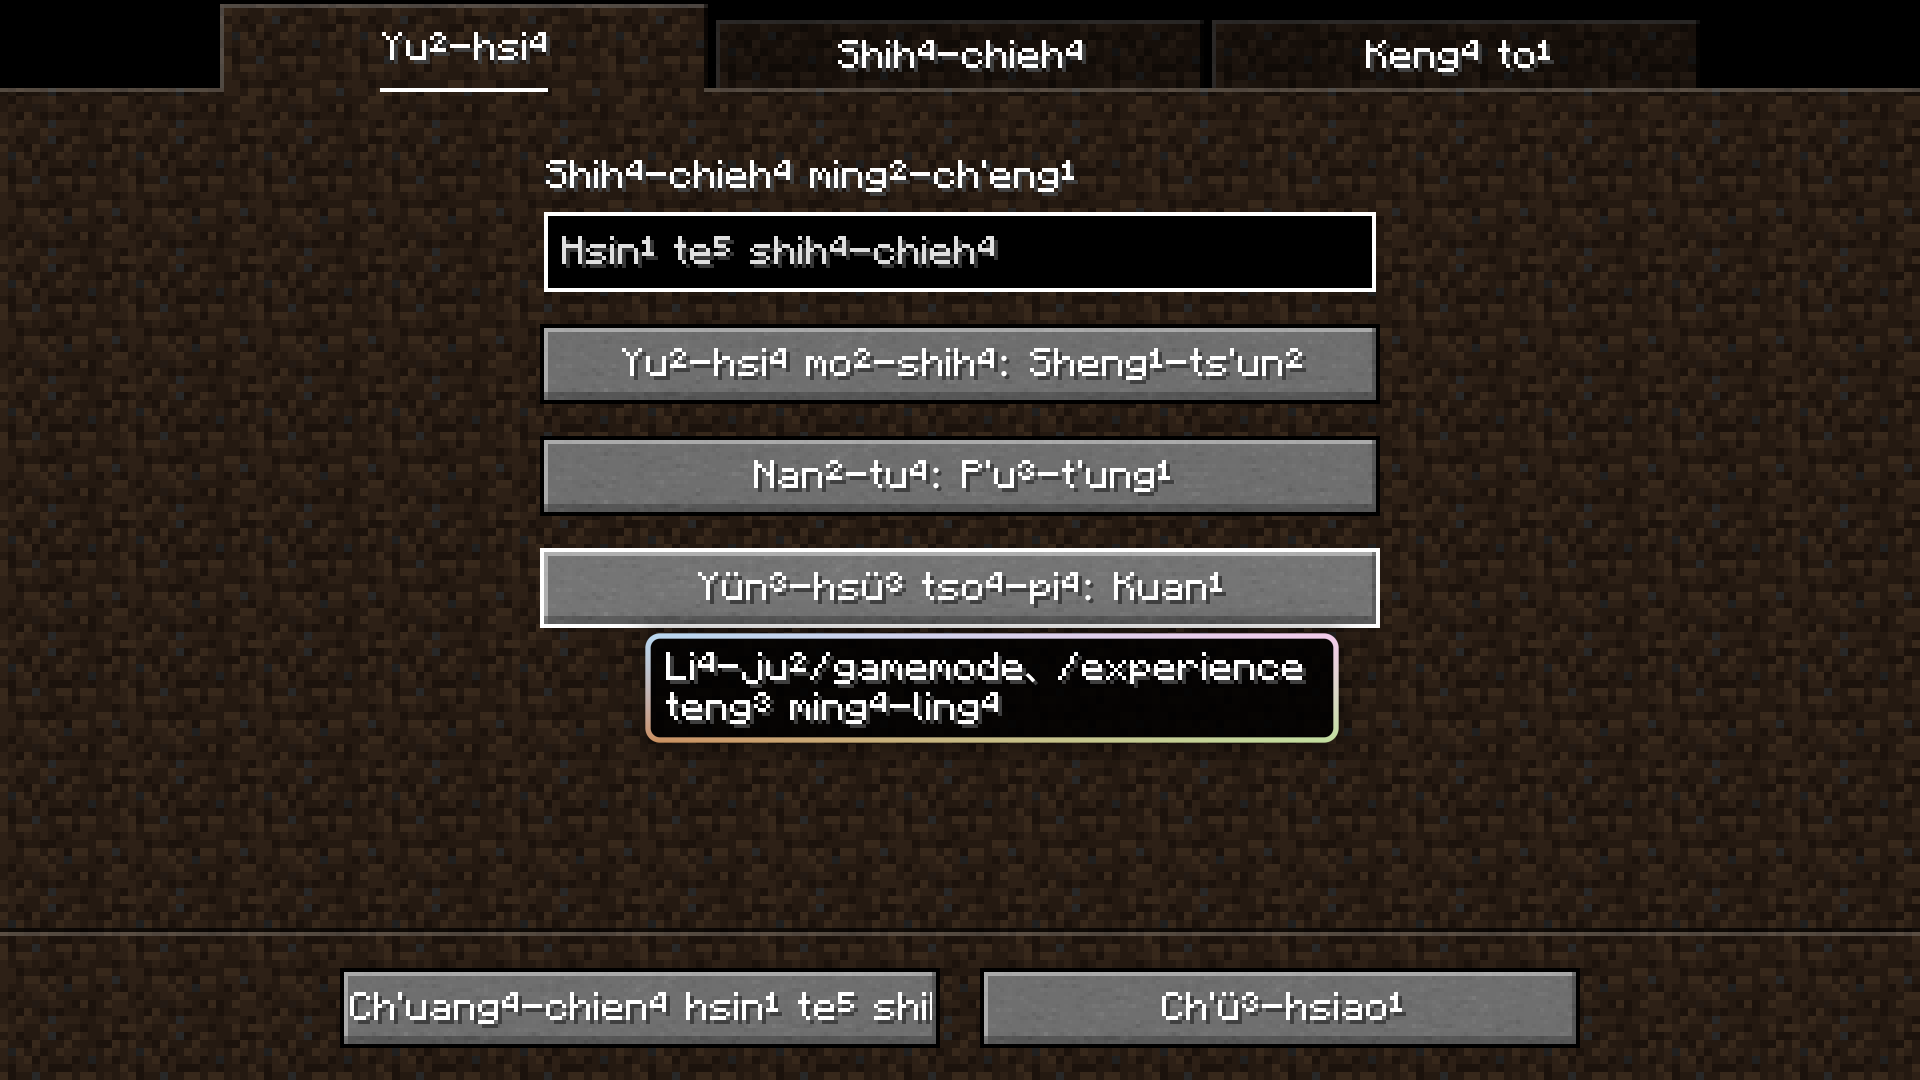 Yu²-hsi⁴
Shih⁴-chieh⁴
Keng⁴ to¹
Shih⁴-chieh⁴ ming²-ch'eng¹
Hsin¹ te⁵ shih⁴-chieh⁴
Yu²-hsi⁴ mo²-shih⁴: Sheng¹-ts'un²
Nan²-tu⁴: P'u³-t'ung¹
Yün³-hsü³ tso⁴-pi⁴: Kuan¹
Li⁴-ju²/gamemode、/experience
teng³ ming⁴-ling⁴
Ch'uang⁴-chien⁴ hsin¹ te⁵ shi
Ch'ü³-hsiao¹